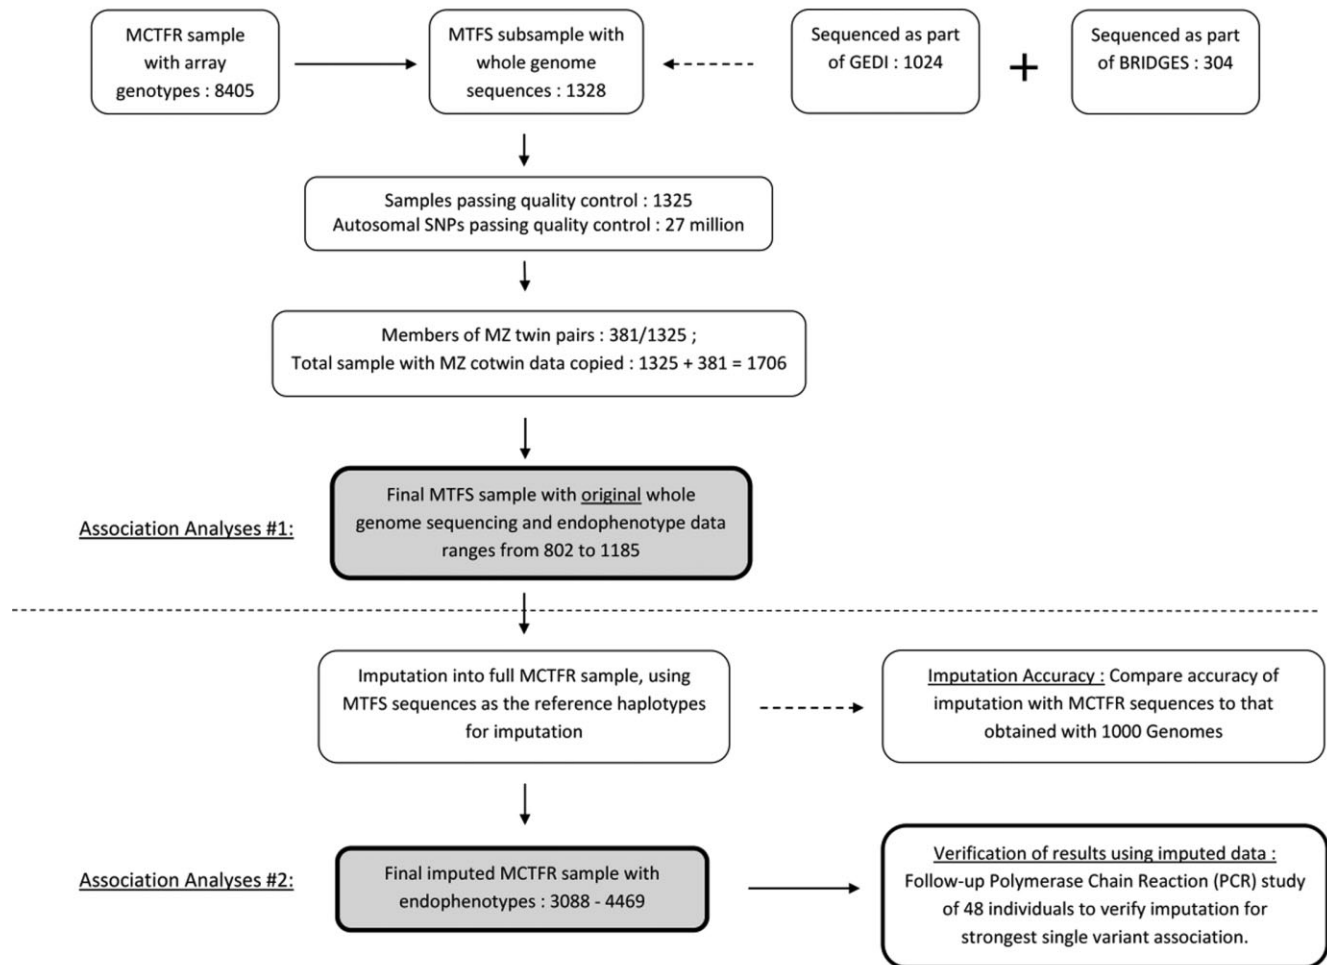 MCTFR sample
with array
genotypes : 8405
MTFS subsample with
whole genome
sequences : 1328
Sequenced as part
of GEDI : 1024
+
Sequenced as part
of BRIDGES : 304
Samples passing quality control : 1325
Autosomal SNPs passing quality control : 27 million
Members of MZ twin pairs : 381/1325 ;
Total sample with MZ cotwin data copied : 1325 + 381 = 1706
Association Analyses #1:
Final MTFS sample with original whole
genome sequencing and endophenotype data
ranges from 802 to 1185
Imputation into full MCTFR sample, using
MTFS sequences as the reference haplotypes
for imputation
Imputation Accuracy : Compare accuracy of
imputation with MCTFR sequences to that
obtained with 1000 Genomes
Association Analyses #2:
Final imputed MCTFR sample with
endophenotypes : 3088 - 4469
Verification of results using imputed data :
Follow-up Polymerase Chain Reaction (PCR) study
of 48 individuals to verify imputation for
strongest single variant association.